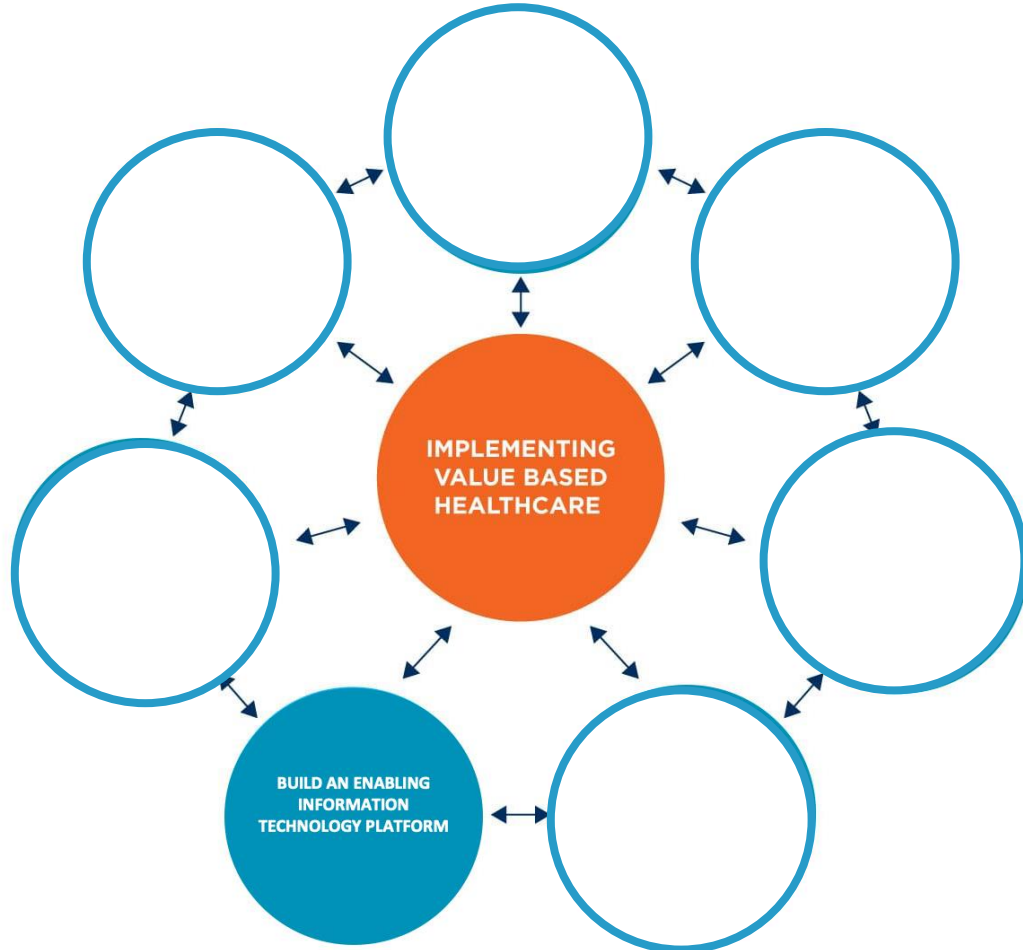 IMPLEMENTING
VALUE BASED
HEALTHCARE
BUILD AN ENABLING
INFORMATION
TECHNOLOGY PLATFORM